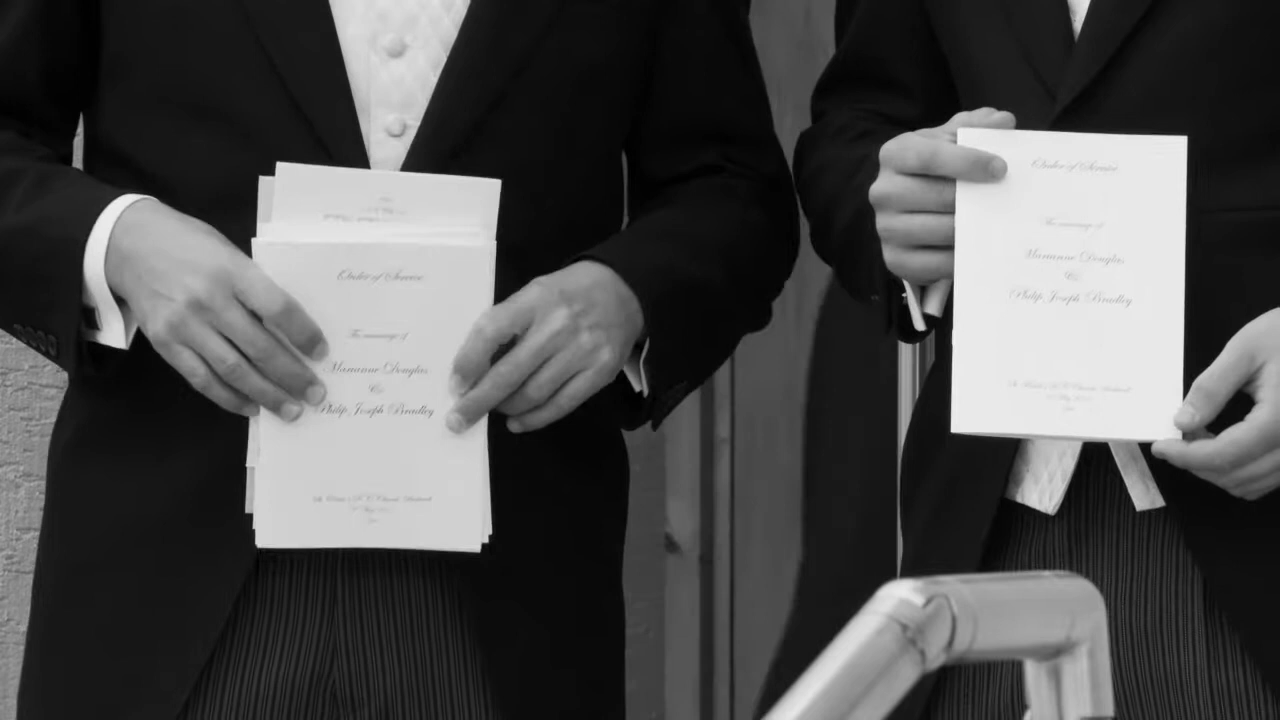 Order of Service
The marriage of
Marianne Douglas
&
Philip Joseph Bradley
Order of Service
The marriage of
Marianne Douglas
&
Philip Joseph Bradley